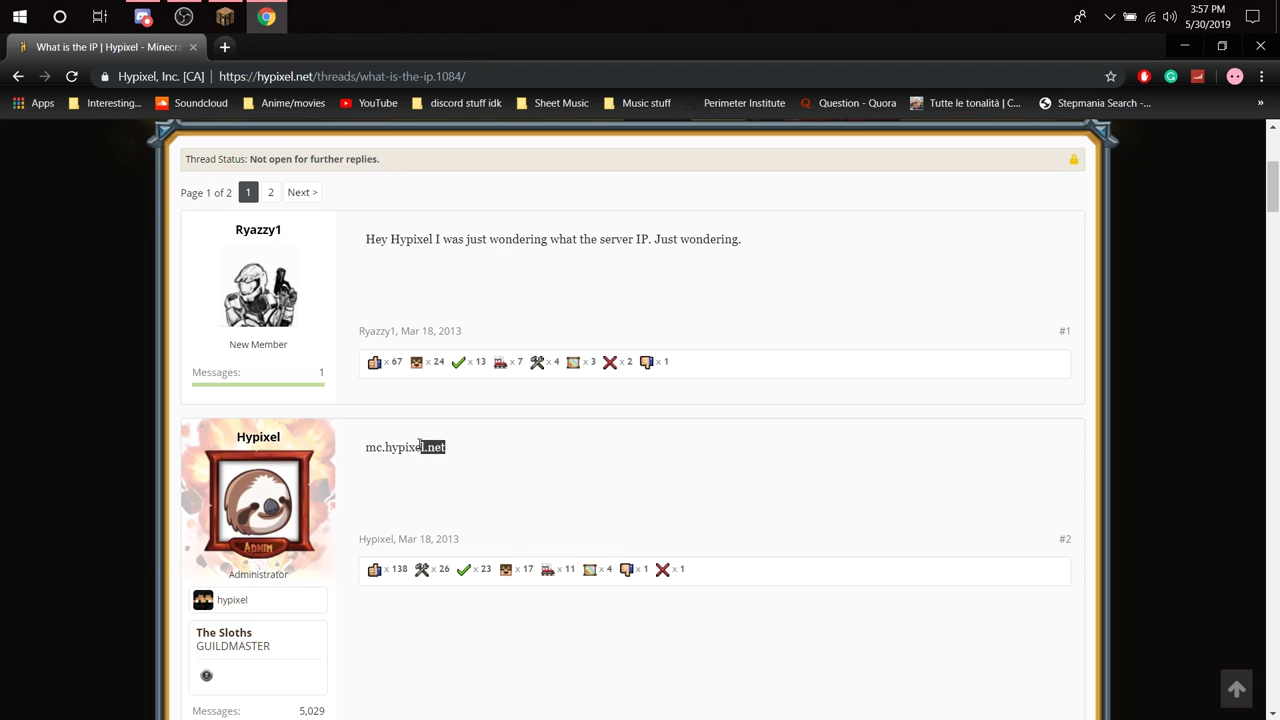 3:57 PM
5/30/2019
What is the IP | Hypixel - Minecra
Hypixel, Inc. [CA]
https://hypixel.net/threads/what-is-the-ip.1084/
Apps
Interesting...
Soundcloud
Anime/movies
YouTube
discord stuff idk
Sheet Music
Music stuff
Perimeter Institute
Question - Quora
Tutte le tonalità | C...
Stepmania Search -...
»
Thread Status: Not open for further replies.
Page 1 of 2 1 2 Next >
Ryazzy1
Hey Hypixel I was just wondering what the server IP. Just wondering.
New Member
Messages: 1
Ryazzy1, Mar 18, 2013
#1
x 67 x 24 x 13 x 7 x 4 x 3 x 2 x 1
Hypixel
mc.hypixel.net
ADMIN
Administrator
hypixel
The Sloths
GUILDMASTER
Messages: 5,029
Hypixel, Mar 18, 2013
#2
x 138 x 26 x 23 x 17 x 11 x 4 x 1 x 1